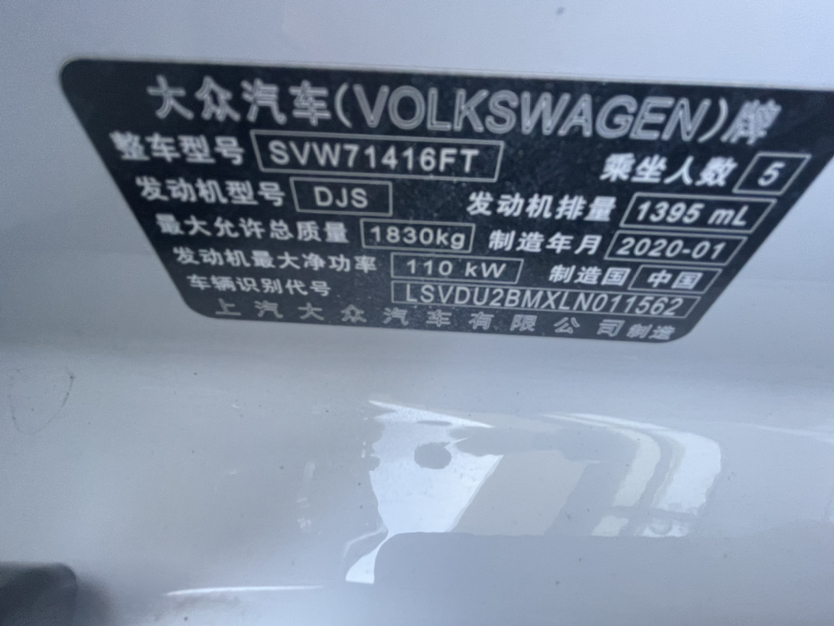 大众汽车(VOLKSWAGEN)牌
整车型号 SVW71416FT 乘坐人数 5
发动机型号 DJS 发动机排量 1395 mL
最大允许总质量 1830kg 制造年月 2020-01
发动机最大净功率 110 kW 制造国 中国
车辆识别代号 LSVDU2BMXLN011562
上汽大众汽车有限公司制造